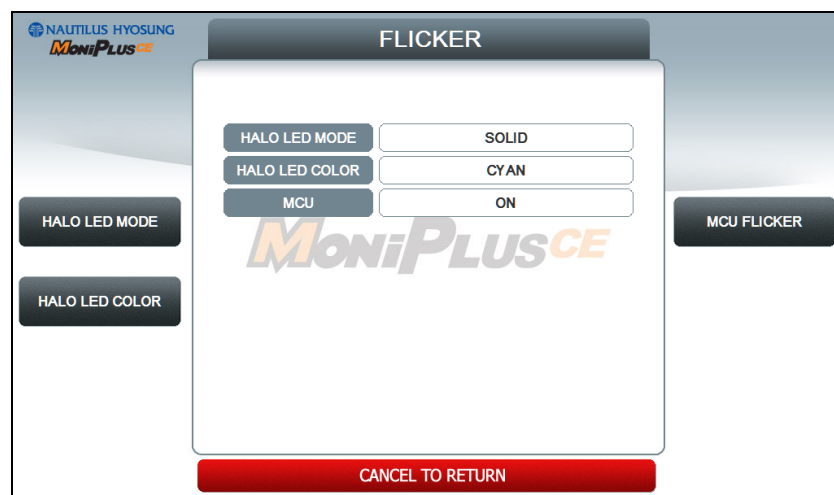 NAUTILUS HYOSUNG
MoniPlusCE
FLICKER
HALO LED MODE SOLID
HALO LED COLOR CYAN
MCU ON
MoniPlusCE
HALO LED MODE
MCU FLICKER
HALO LED COLOR
CANCEL TO RETURN